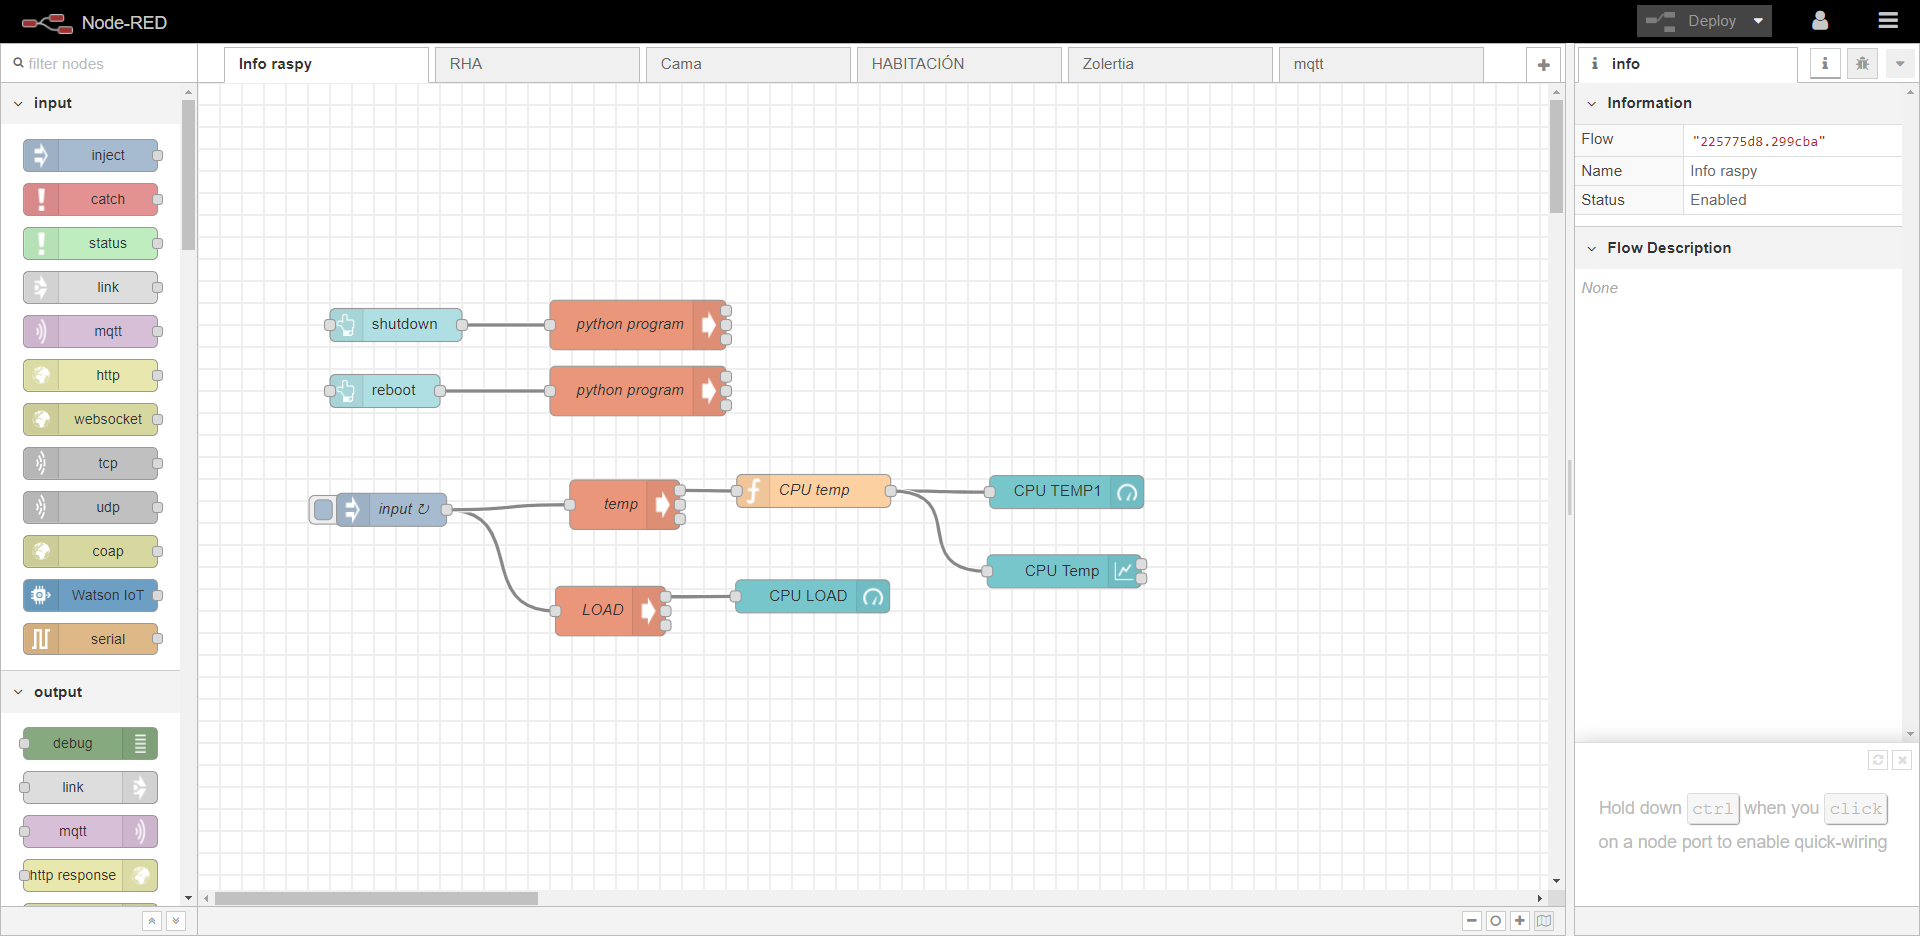 Node-RED
Deploy
filter nodes
Info raspy
RHA
Cama
HABITACIÓN
Zolertia
mqtt
info
input
inject
catch
status
link
mqtt
http
websocket
tcp
udp
coap
Watson IoT
serial
output
debug
link
mqtt
http response
shutdown
python program
reboot
python program
input ↻
temp
CPU temp
CPU TEMP1
CPU Temp
LOAD
CPU LOAD
Information
Flow "225775d8.299cba"
Name Info raspy
Status Enabled
Flow Description
None
Hold down ctrl when you click
on a node port to enable quick-wiring